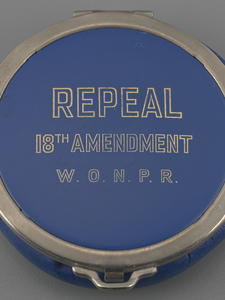 REPEAL
18TH AMENDMENT
W. O. N. P. R.